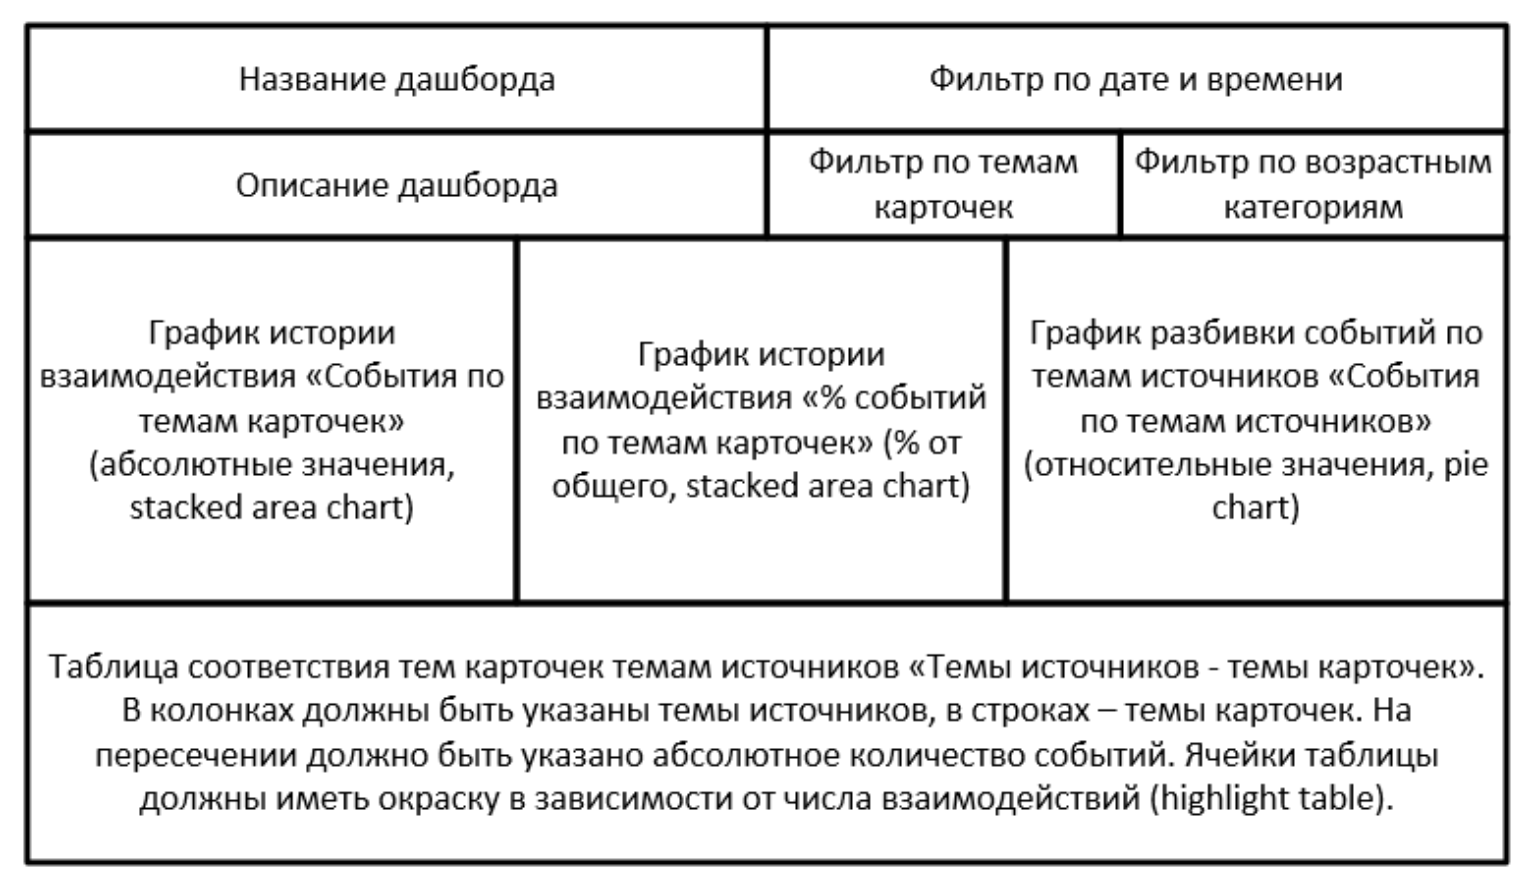 Название дашборда
Фильтр по дате и времени
Описание дашборда
Фильтр по темам
карточек
Фильтр по возрастным
категориям
График истории
взаимодействия «События по
темам карточек»
(абсолютные значения,
stacked area chart)
График истории
взаимодействия «% событий
по темам карточек» (% от
общего, stacked area chart)
График разбивки событий по
темам источников «События
по темам источников»
(относительные значения, pie
chart)
Таблица соответствия тем карточек темам источников «Темы источников - темы карточек».
В колонках должны быть указаны темы источников, в строках – темы карточек. На
пересечении должно быть указано абсолютное количество событий. Ячейки таблицы
должны иметь окраску в зависимости от числа взаимодействий (highlight table).